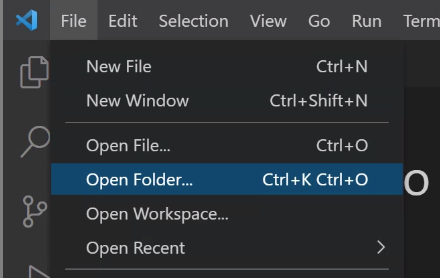 File Edit Selection View Go Run Term
New File Ctrl+N
New Window Ctrl+Shift+N
Open File... Ctrl+O
Open Folder... Ctrl+K Ctrl+O
Open Workspace...
Open Recent